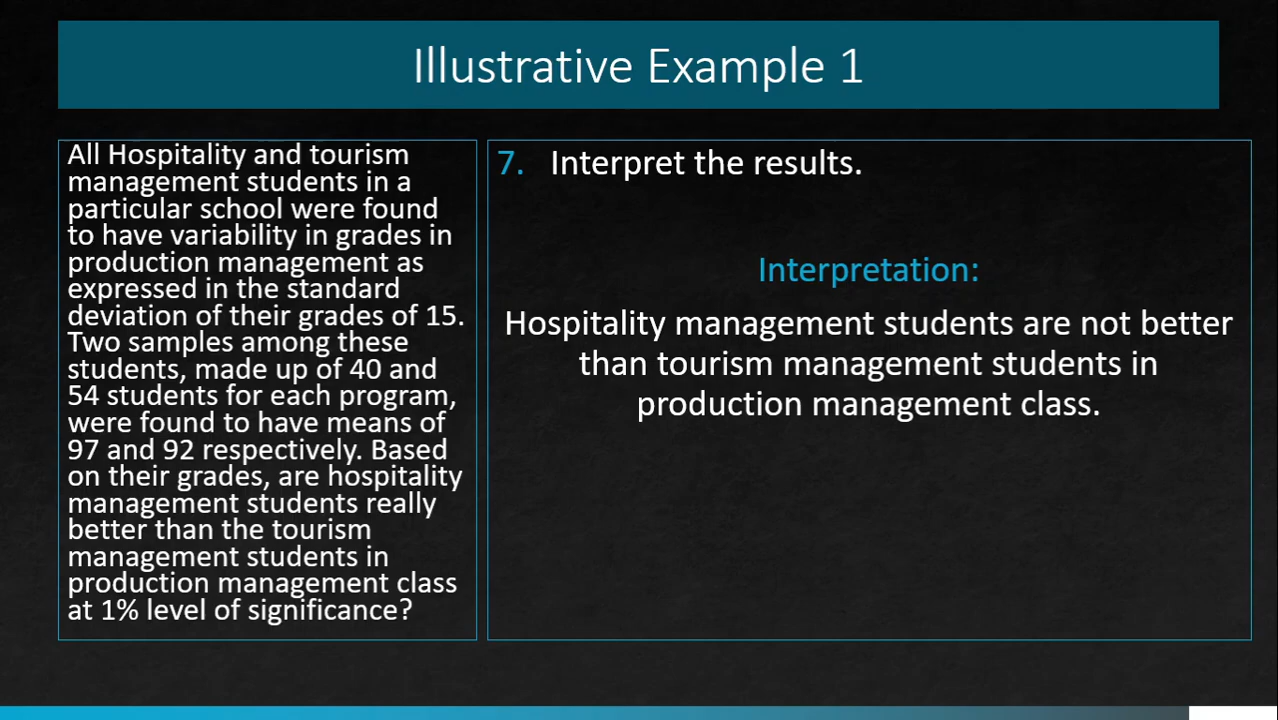 Illustrative Example 1
All Hospitality and tourism
management students in a
particular school were found
to have variability in grades in
production management as
expressed in the standard
deviation of their grades of 15.
Two samples among these
students, made up of 40 and
54 students for each program,
were found to have means of
97 and 92 respectively. Based
on their grades, are hospitality
management students really
better than the tourism
management students in
production management class
at 1% level of significance?
7. Interpret the results.
Interpretation:
Hospitality management students are not better
than tourism management students in
production management class.